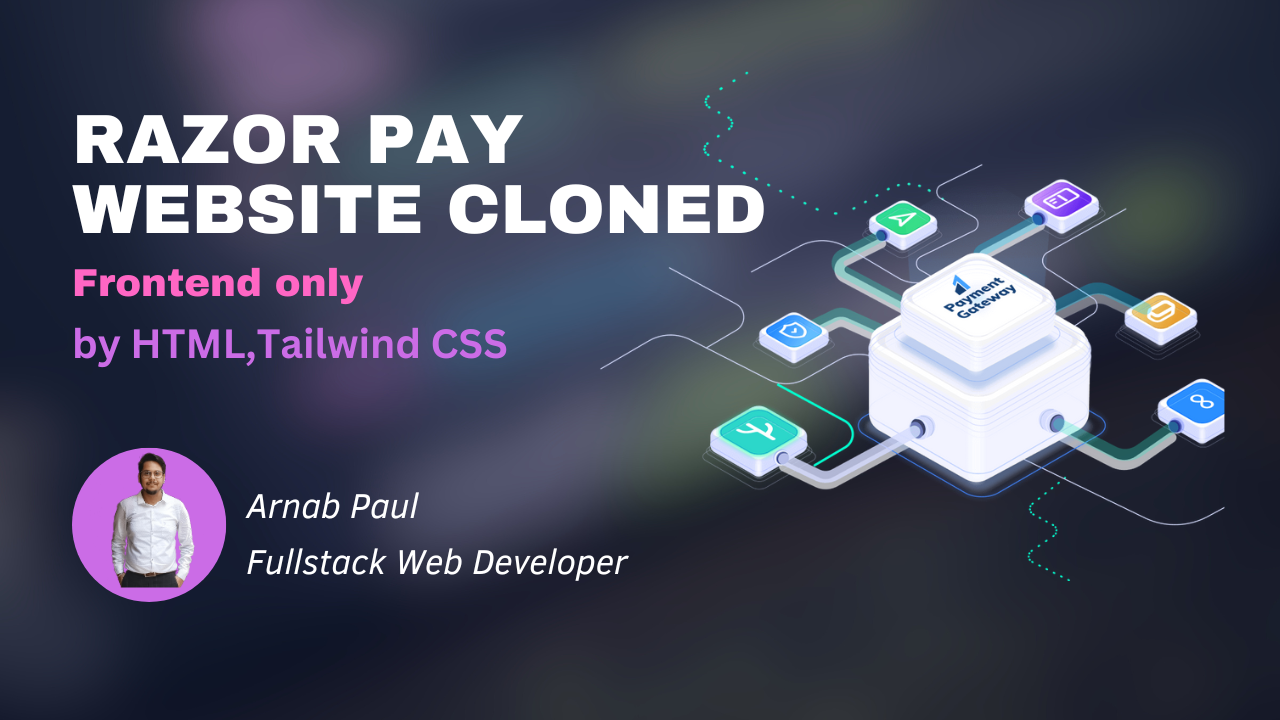 RAZOR PAY
WEBSITE CLONED
Frontend only
by HTML,Tailwind CSS
Arnab Paul
Fullstack Web Developer
Payment
Gateway